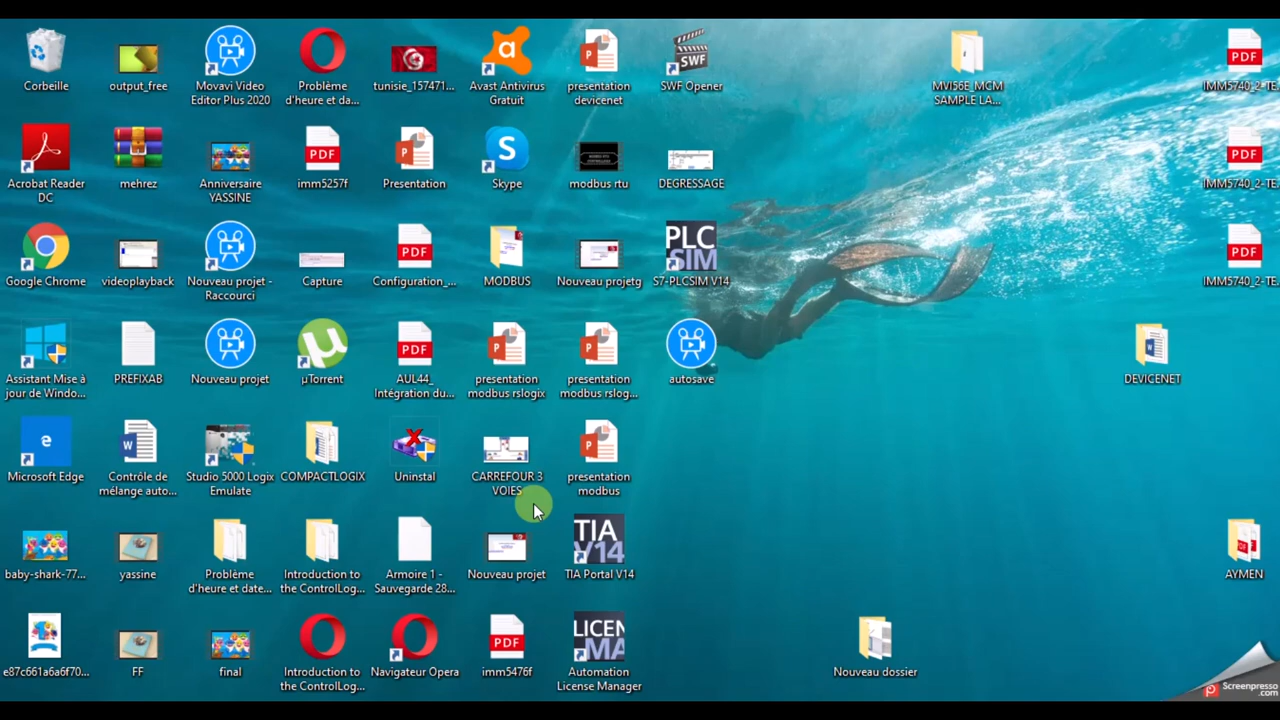 Corbeille
output_free
Movavi Video
Editor Plus 2020
Problème
d'heure et da...
tunisie_157471...
Avast Antivirus
Gratuit
presentation
devicenet
SWF
SWF Opener
MVI56E_MCM
SAMPLE LA...
PDF
IMM5740_2-TE...
Acrobat Reader
DC
mehrez
Anniversaire
YASSINE
PDF
imm5257f
Presentation
Skype
modbus rtu
DEGRESSAGE
PDF
IMM5740_2-TE...
Google Chrome
videoplayback
Nouveau projet -
Raccourci
Capture
PDF
Configuration_...
MODBUS
Nouveau projetg
PLC
SIM
S7-PLCSIM V14
PDF
IMM5740_2-TE...
Assistant Mise à
jour de Windo...
PREFIXAB
Nouveau projet
µTorrent
PDF
AUL44_
Intégration du...
presentation
modbus rslogix
presentation
modbus rslog...
autosave
DEVICENET
Microsoft Edge
Contrôle de
mélange auto...
Studio 5000 Logix
Emulate
COMPACTLOGIX
Uninstal
CARREFOUR 3
VOIES
presentation
modbus
baby-shark-77...
yassine
Problème
d'heure et date...
Introduction to
the ControlLog...
Armoire 1 -
Sauvegarde 28...
Nouveau projet
TIA
V14
TIA Portal V14
AYMEN
e87c661a6a6f70...
FF
final
Introduction to
the ControlLog...
Navigateur Opera
PDF
imm5476f
LICEN
MA
Automation
License Manager
Nouveau dossier
Screenpresso
.com